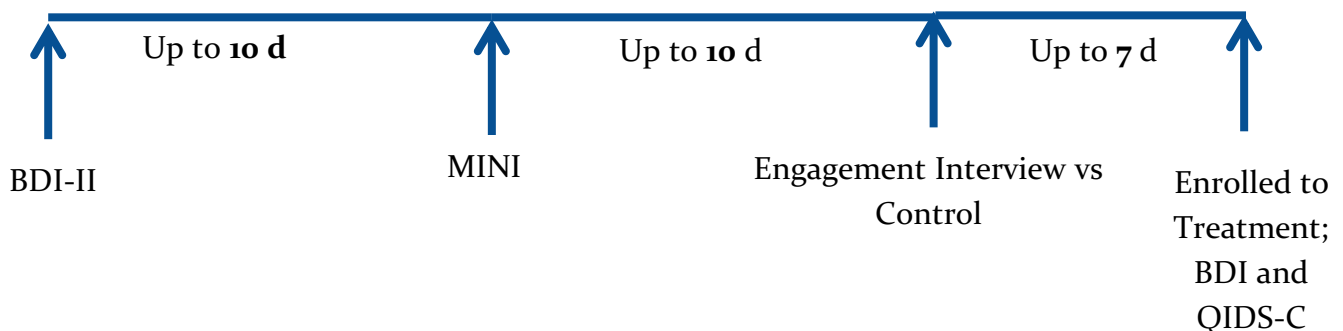 Up to 10 d
Up to 10 d
Up to 7 d
BDI-II
MINI
Engagement Interview vs
Control
Enrolled to
Treatment;
BDI and
QIDS-C